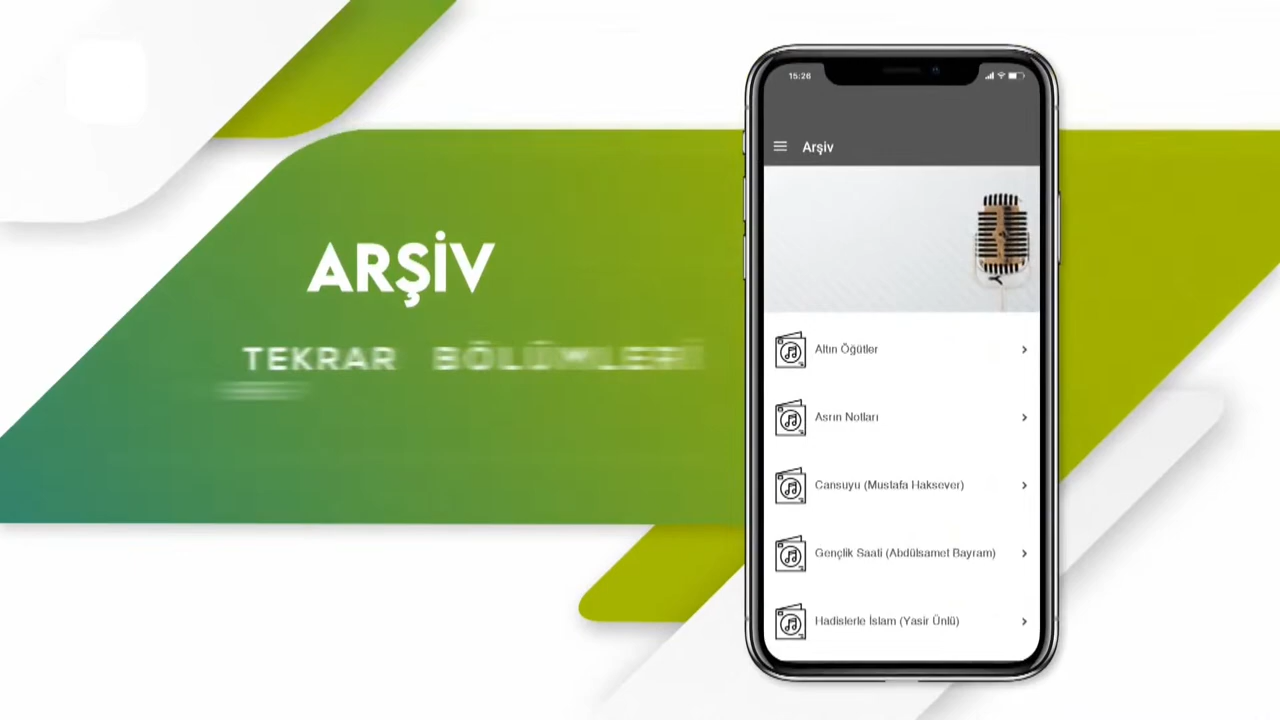 ARŞİV
TEKRAR BÖLÜMLERİ
15:26
Arşiv
Altın Öğütler
Asrın Notları
Cansuyu (Mustafa Haksever)
Gençlik Saati (Abdülsamet Bayram)
Hadislerle İslam (Yasir Ünlü)